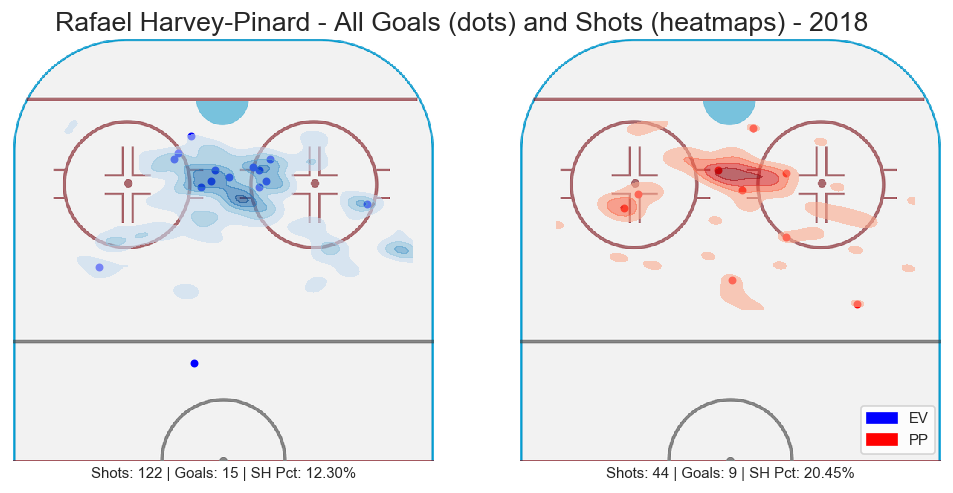 Rafael Harvey-Pinard - All Goals (dots) and Shots (heatmaps) - 2018
EV
PP
Shots: 122 | Goals: 15 | SH Pct: 12.30%
Shots: 44 | Goals: 9 | SH Pct: 20.45%